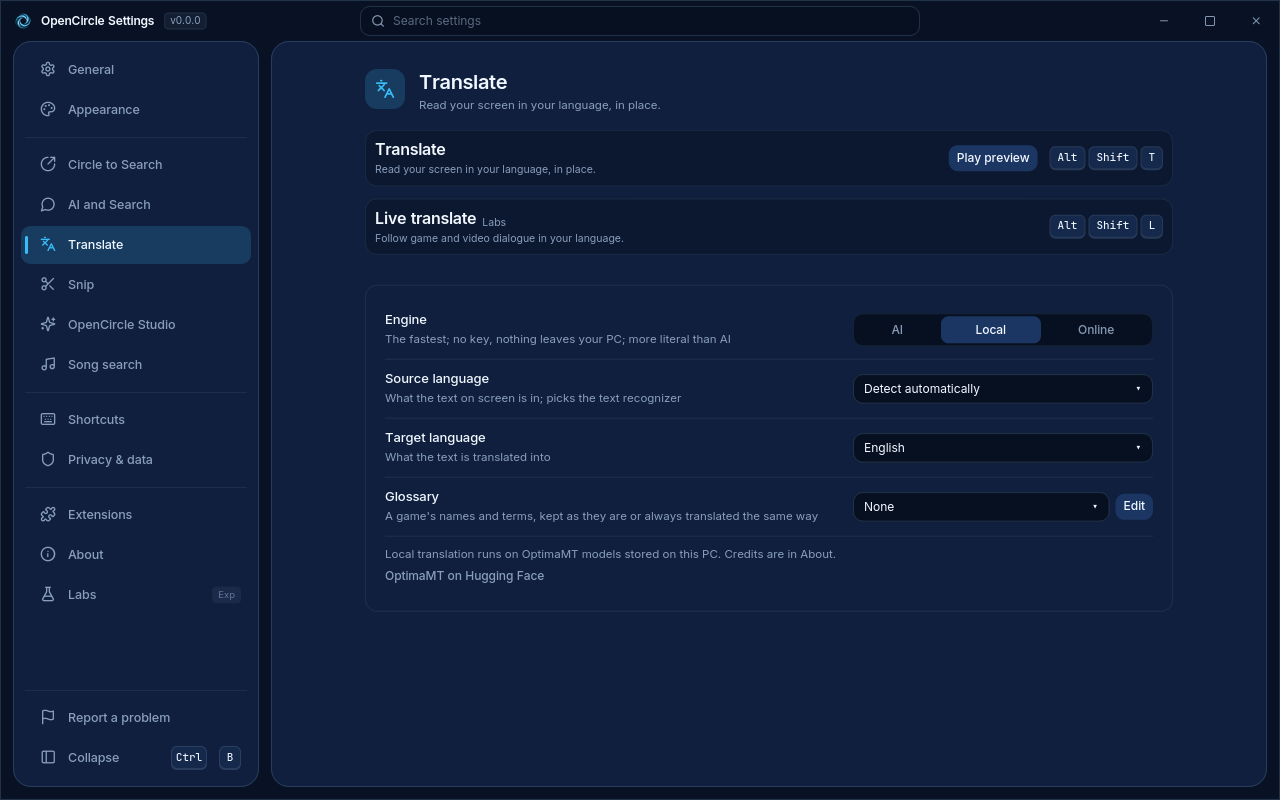 OpenCircle Settings v0.0.0
Search settings
General
Appearance
Circle to Search
AI and Search
Translate
Snip
OpenCircle Studio
Song search
Shortcuts
Privacy & data
Extensions
About
Labs Exp
Report a problem
Collapse Ctrl B
Translate
Read your screen in your language, in place.
Translate
Read your screen in your language, in place.
Play preview Alt Shift T
Live translate Labs
Follow game and video dialogue in your language.
Alt Shift L
Engine
The fastest; no key, nothing leaves your PC; more literal than AI
AI Local Online
Source language
What the text on screen is in; picks the text recognizer
Detect automatically
Target language
What the text is translated into
English
Glossary
A game's names and terms, kept as they are or always translated the same way
None Edit
Local translation runs on OptimaMT models stored on this PC. Credits are in About.
OptimaMT on Hugging Face